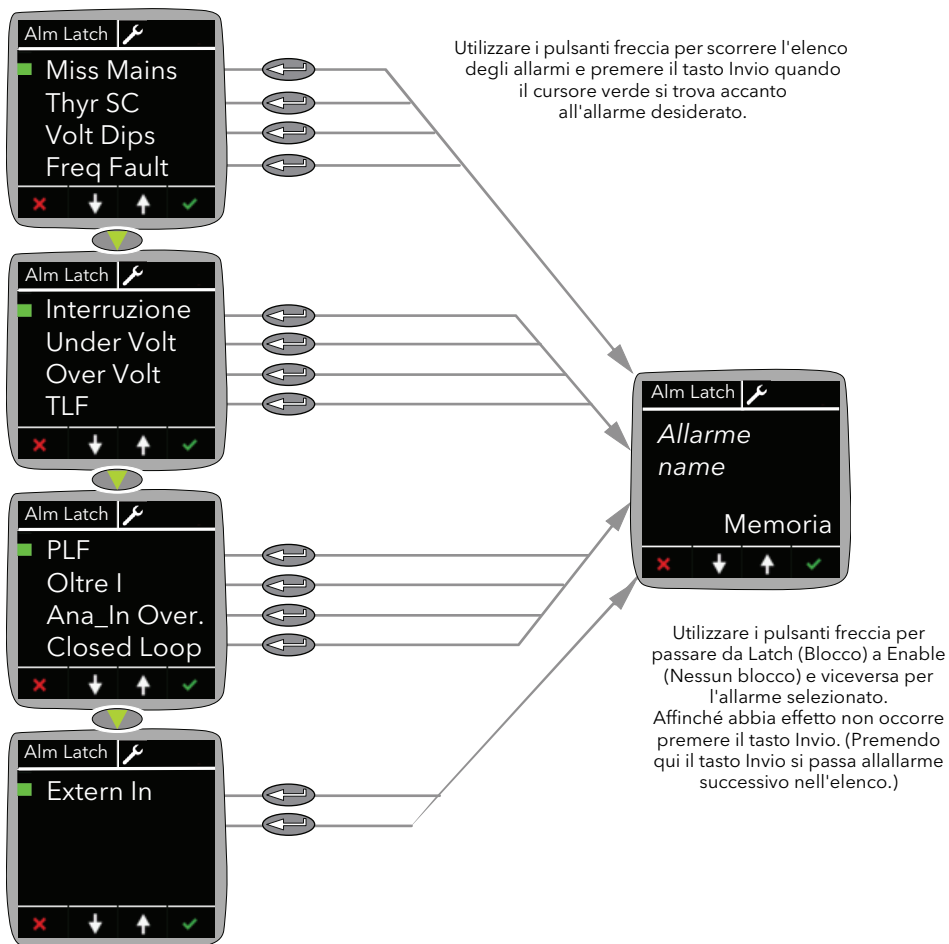 Alm Latch
Miss Mains
Thyr SC
Volt Dips
Freq Fault
Utilizzare i pulsanti freccia per scorrere l'elenco
degli allarmi e premere il tasto Invio quando
il cursore verde si trova accanto
all'allarme desiderato.
Alm Latch
Interruzione
Under Volt
Over Volt
TLF
Alm Latch
Allarme
name
Memoria
Alm Latch
PLF
Oltre I
Ana_In Over.
Closed Loop
Utilizzare i pulsanti freccia per
passare da Latch (Blocco) a Enable
(Nessun blocco) e viceversa per
l'allarme selezionato.
Affinché abbia effetto non occorre
premere il tasto Invio. (Premendo
qui il tasto Invio si passa allallarme
successivo nell'elenco.)
Alm Latch
Extern In